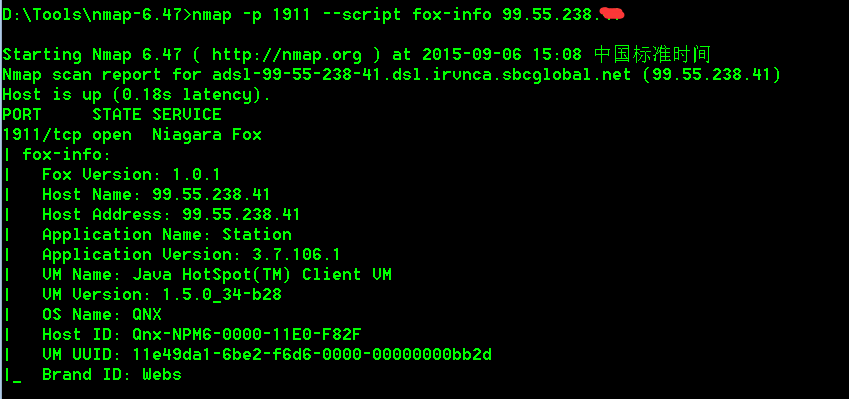 D:\Tools\nmap-6.47>nmap -p 1911 --script fox-info 99.55.238.
Starting Nmap 6.47 ( http://nmap.org ) at 2015-09-06 15:08 中国标准时间
Nmap scan report for adsl-99-55-238-41.dsl.irvnca.sbcglobal.net (99.55.238.41)
Host is up (0.18s latency).
PORT     STATE SERVICE
1911/tcp open  Niagara Fox
| fox-info:
|   Fox Version: 1.0.1
|   Host Name: 99.55.238.41
|   Host Address: 99.55.238.41
|   Application Name: Station
|   Application Version: 3.7.106.1
|   VM Name: Java HotSpot(TM) Client VM
|   VM Version: 1.5.0_34-b28
|   OS Name: QNX
|   Host ID: Qnx-NPM6-0000-11E0-F82F
|   VM UUID: 11e49da1-6be2-f6d6-0000-00000000bb2d
|_  Brand ID: Webs